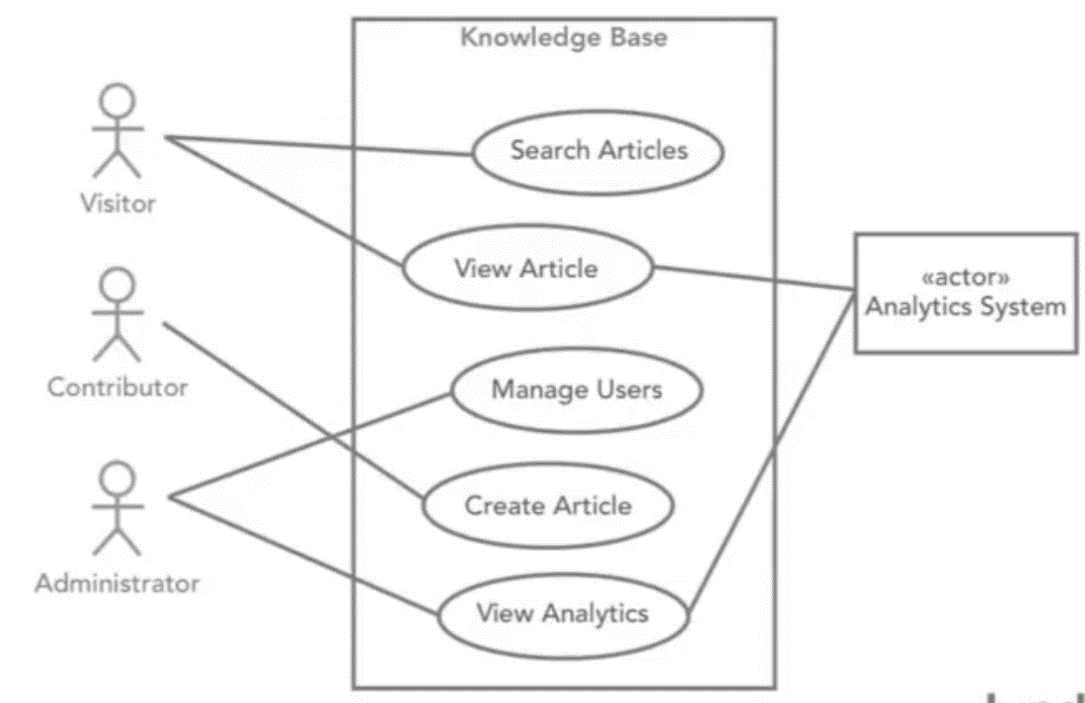 Knowledge Base
Search Articles
Visitor
View Article
«actor»
Analytics System
Contributor
Manage Users
Create Article
Administrator
View Analytics